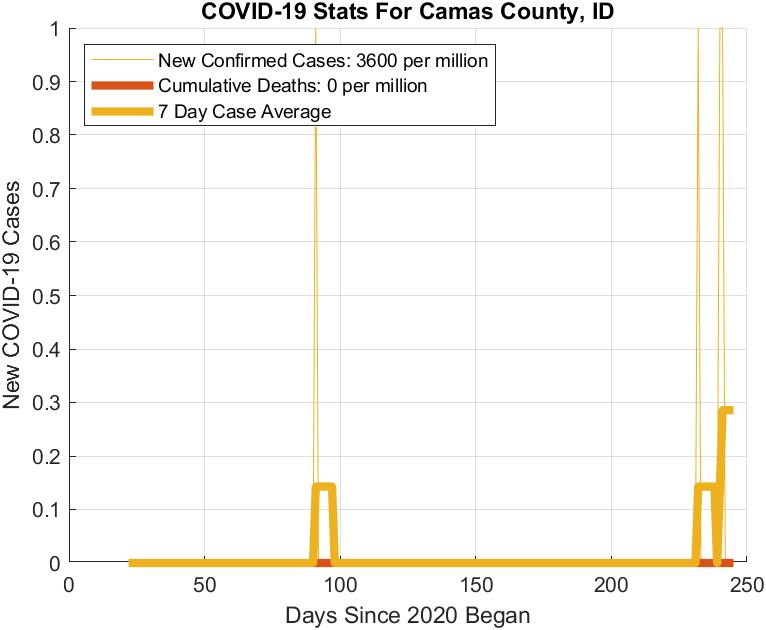 COVID-19 Stats For Camas County, ID
New Confirmed Cases: 3600 per million
Cumulative Deaths: 0 per million
7 Day Case Average
New COVID-19 Cases
1
0.9
0.8
0.7
0.6
0.5
0.4
0.3
0.2
0.1
0
0 50 100 150 200 250
Days Since 2020 Began